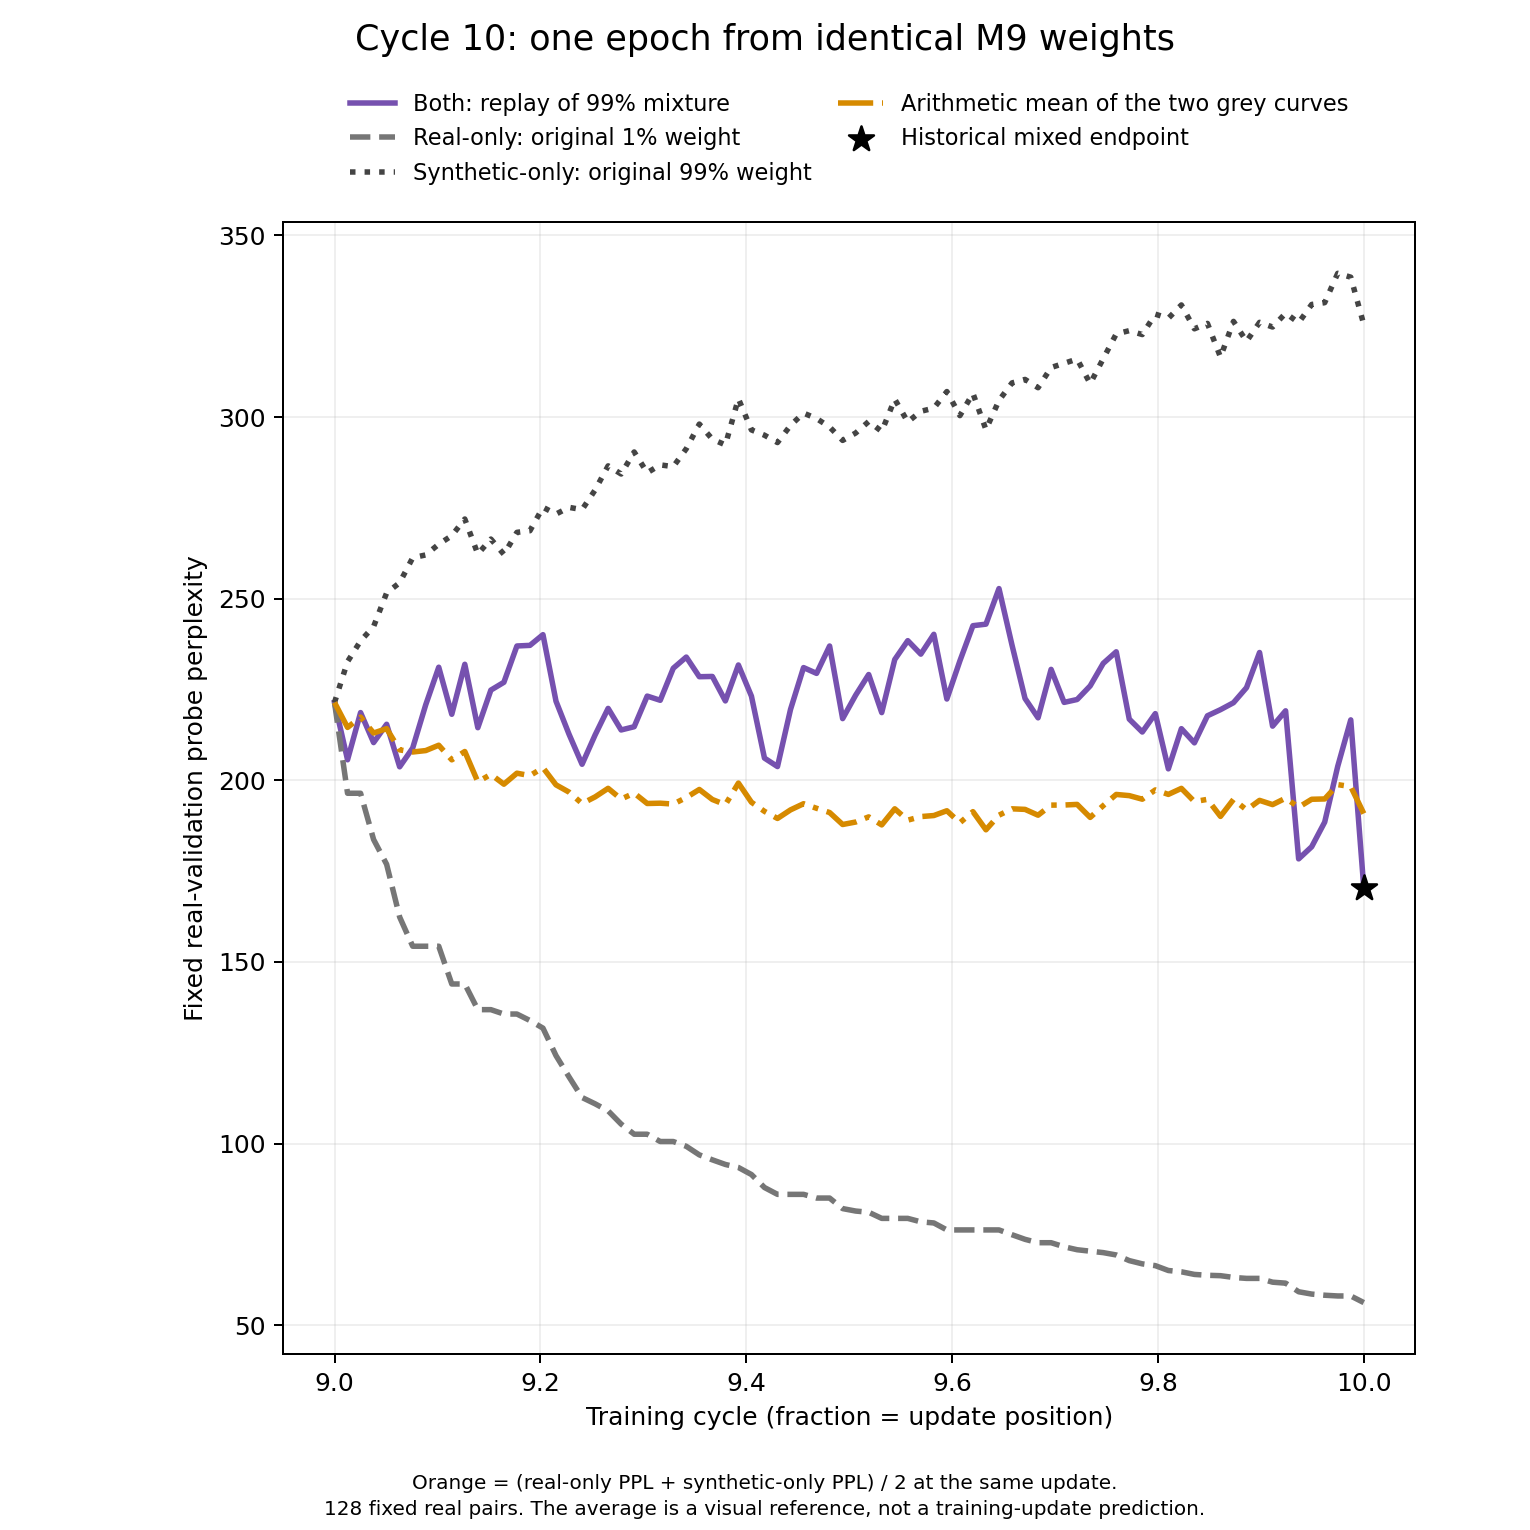 Cycle 10: one epoch from identical M9 weights
Both: replay of 99% mixture
Real-only: original 1% weight
Synthetic-only: original 99% weight
Arithmetic mean of the two grey curves
Historical mixed endpoint
Fixed real-validation probe perplexity
350
300
250
200
150
100
50
9.0
9.2
9.4
9.6
9.8
10.0
Training cycle (fraction = update position)
Orange = (real-only PPL + synthetic-only PPL) / 2 at the same update.
128 fixed real pairs. The average is a visual reference, not a training-update prediction.